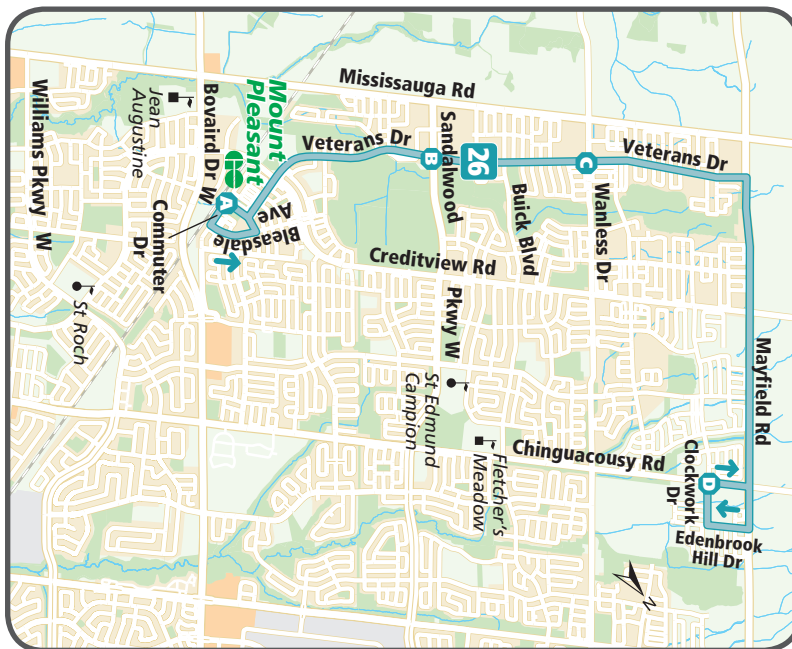 Mississauga Rd
Williams Pkwy W
Jean
Augustine
Bovaird Dr W
Mount
Pleasant
Veterans Dr
Sandalwood
Pkwy W
B
26
C
Veterans Dr
Buick Blvd
Wanless Dr
A
Bleasdale
Ave
Commuter
Dr
Creditview Rd
Mayfield Rd
St Roch
St Edmund
Campion
Fletcher's
Meadow
Chinguacousy Rd
Clockwork
Dr
D
Edenbrook
Hill Dr
N